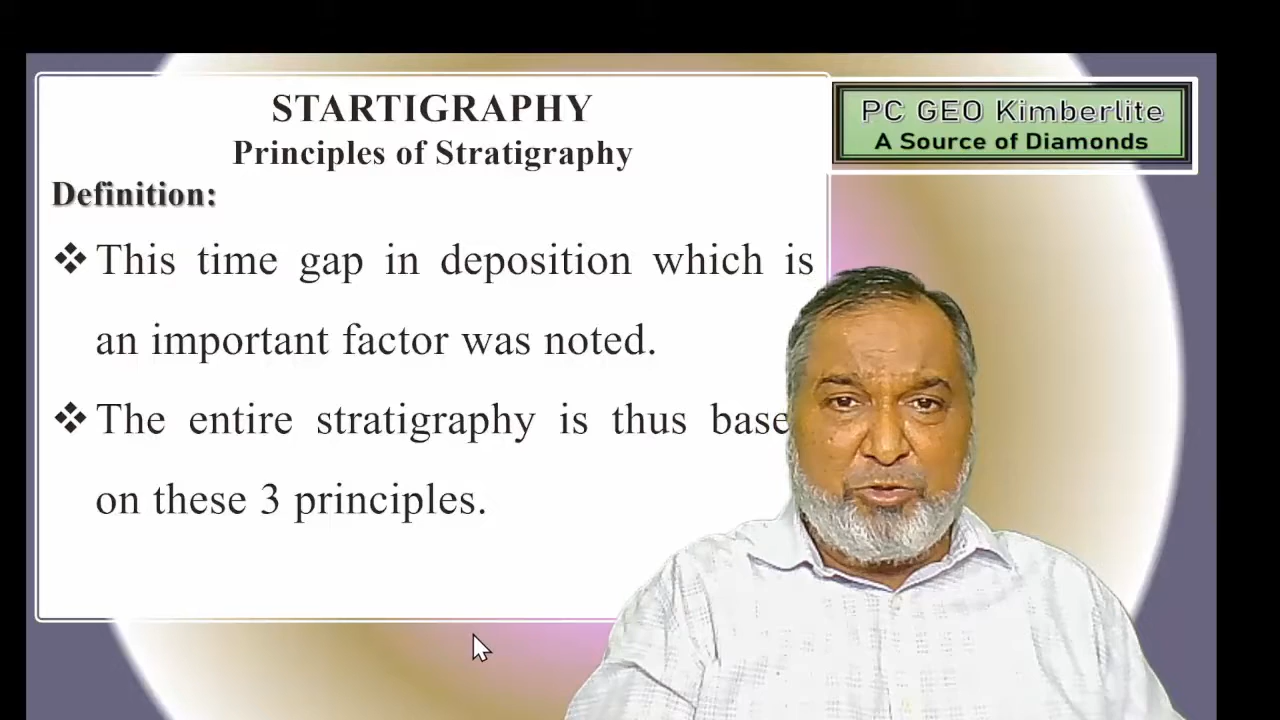 STARTIGRAPHY
Principles of Stratigraphy
Definition:
This time gap in deposition which is
an important factor was noted.
The entire stratigraphy is thus base
on these 3 principles.
PC GEO Kimberlite
A Source of Diamonds